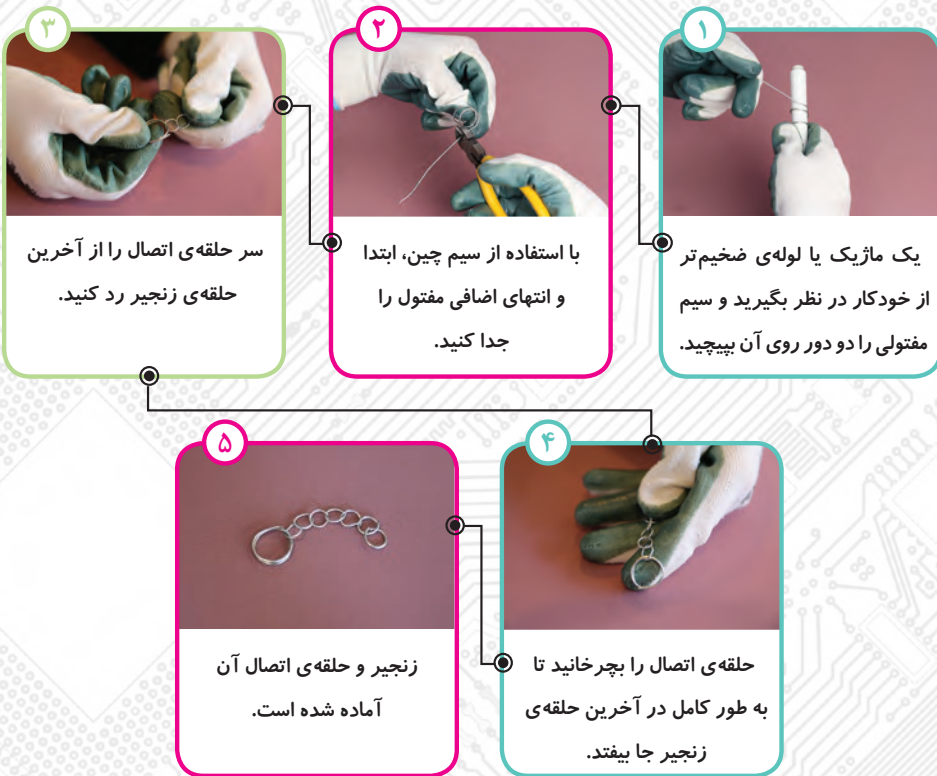 ۱
یک ماژیک یا لوله‌ی ضخیم‌تر
از خودکار در نظر بگیرید و سیم
مفتولی را دو دور روی آن بپیچید.
۲
با استفاده از سیم چین، ابتدا
و انتهای اضافی مفتول را
جدا کنید.
۳
سر حلقه‌ی اتصال را از آخرین
حلقه‌ی زنجیر رد کنید.
۴
حلقه‌ی اتصال را بچرخانید تا
به طور کامل در آخرین حلقه‌ی
زنجیر جا بیفتد.
۵
زنجیر و حلقه‌ی اتصال آن
آماده شده است.